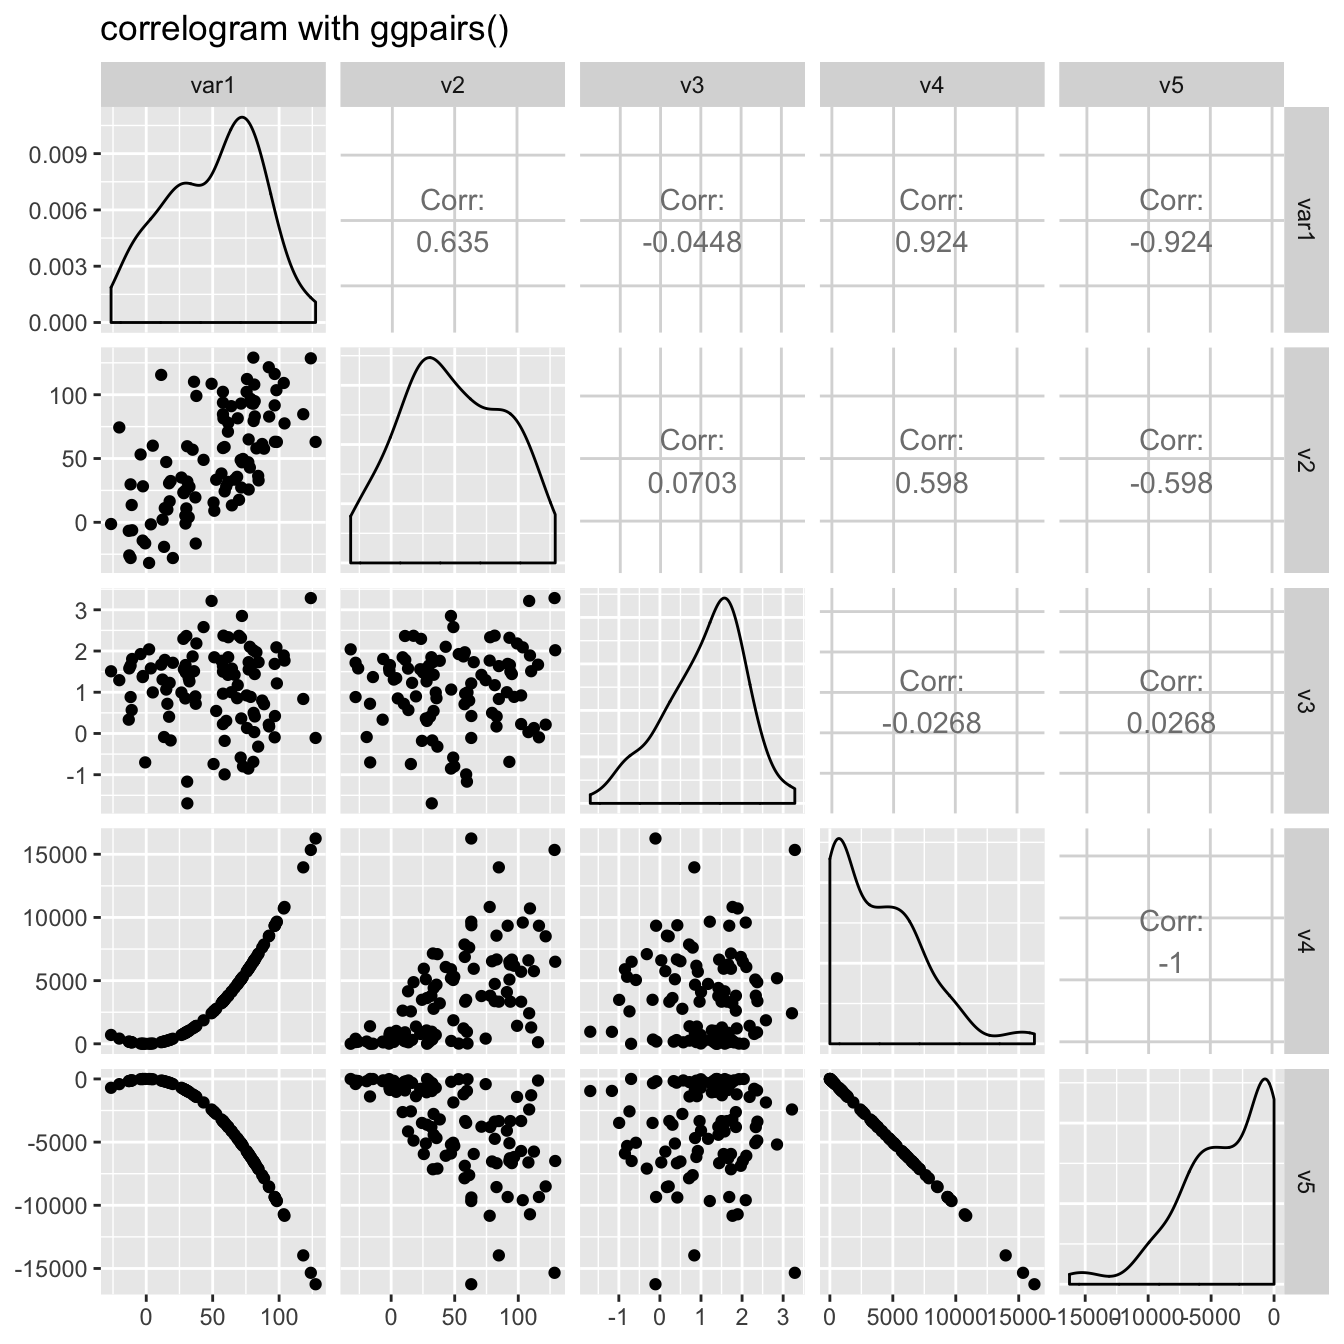 correlogram with ggpairs()
var1 v2 v3 v4 v5
0.009
0.006
0.003
0.000
Corr:
0.635
Corr:
-0.0448
Corr:
0.924
Corr:
-0.924
var1
100
50
0
Corr:
0.0703
Corr:
0.598
Corr:
-0.598
v2
3
2
1
0
-1
Corr:
-0.0268
Corr:
0.0268
v3
15000
10000
5000
0
Corr:
-1
v4
0
-5000
-10000
-15000
v5
0 50 100 0 50 100 -1 0 1 2 3 0 5000 10000 15000 -15000 -10000 -5000 0